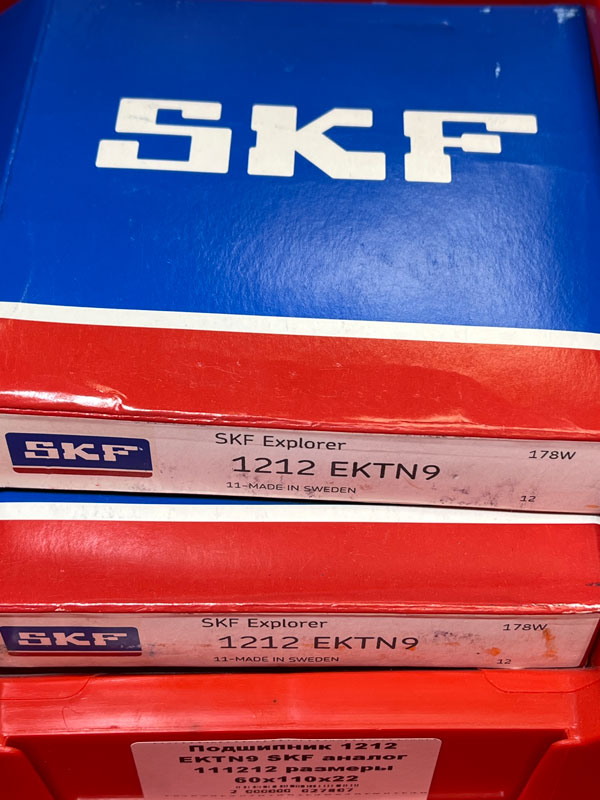 SKF
SKF
SKF Explorer
178W
1212 EKTN9
11-MADE IN SWEDEN
12
SKF
SKF Explorer
178W
1212 EKTN9
11-MADE IN SWEDEN
12
Подшипник 1212
EKTN9 SKF аналог
111212 размеры
60x110x22